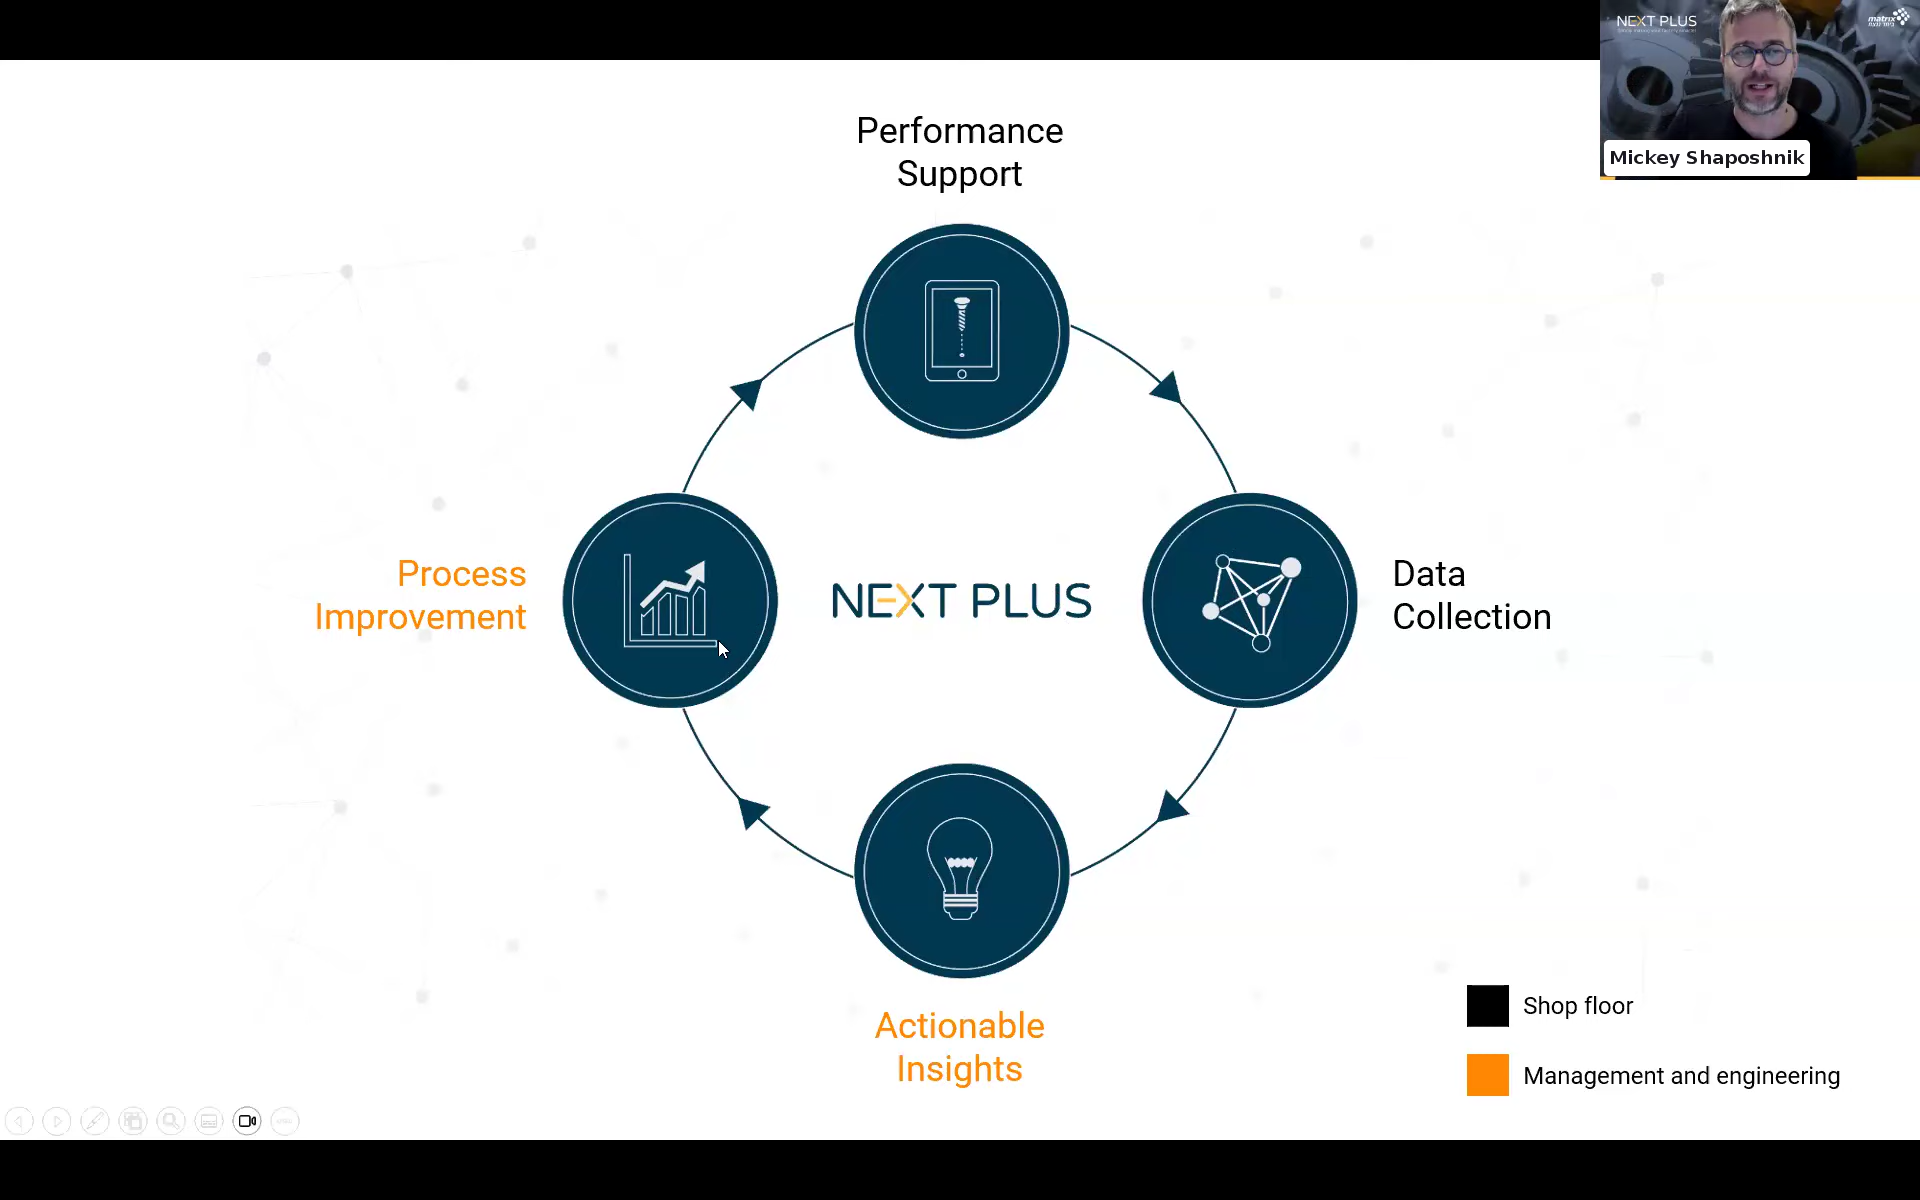 NEXT PLUS
matrix
Mickey Shaposhnik
Performance
Support
Process
Improvement
NEXT PLUS
Data
Collection
Actionable
Insights
Shop floor
Management and engineering